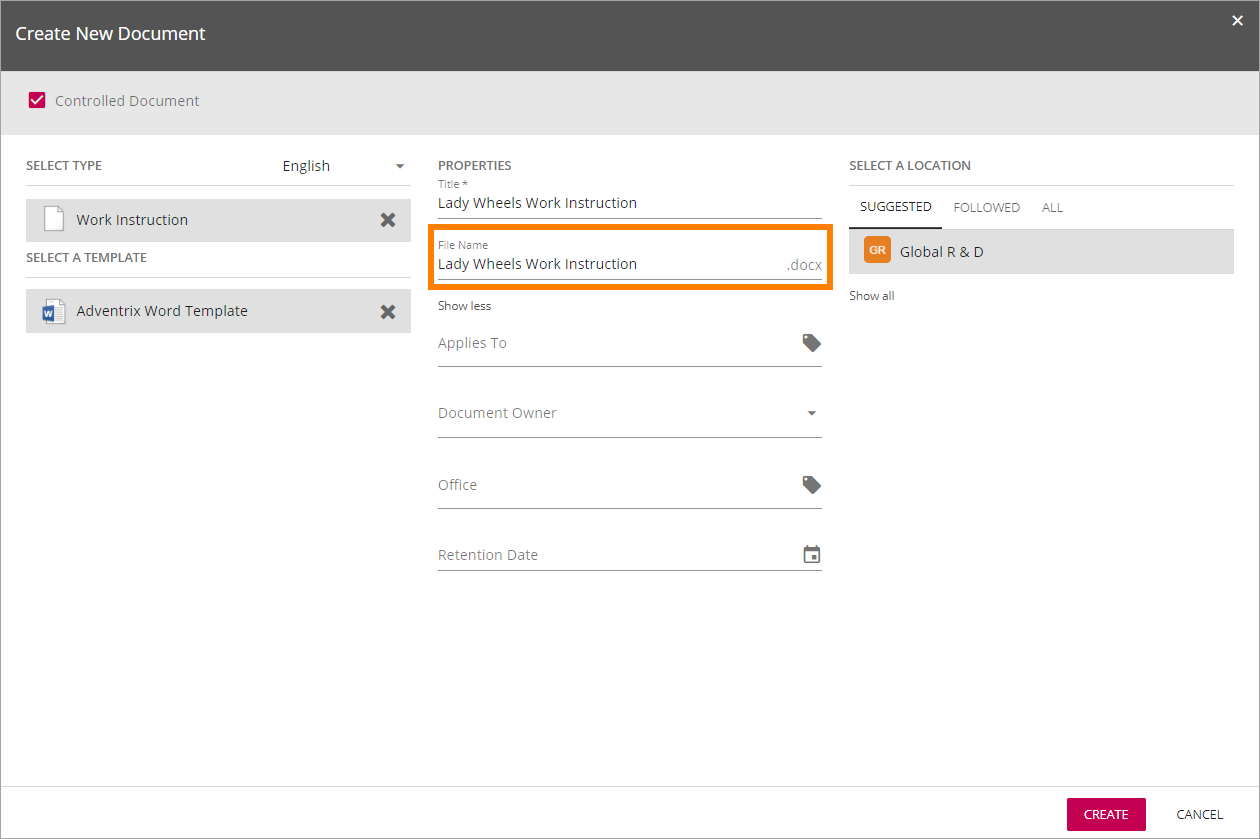 Create New Document
Controlled Document
SELECT TYPE
English
Work Instruction
SELECT A TEMPLATE
W
Adventrix Word Template
PROPERTIES
Title *
Lady Wheels Work Instruction
File Name
Lady Wheels Work Instruction
.docx
Show less
Applies To
Document Owner
Office
Retention Date
SELECT A LOCATION
SUGGESTED FOLLOWED ALL
GR Global R & D
Show all
CREATE CANCEL